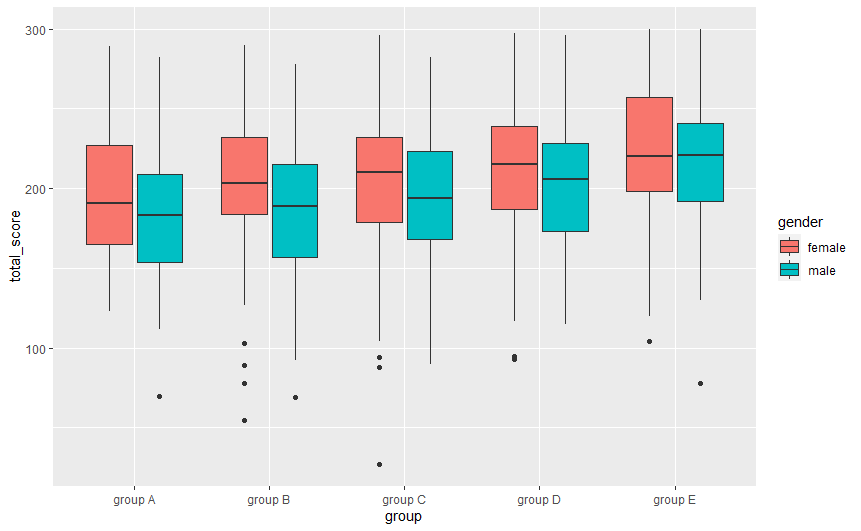 300
200
100
total_score
group A
group B
group C
group D
group E
group
gender
female
male